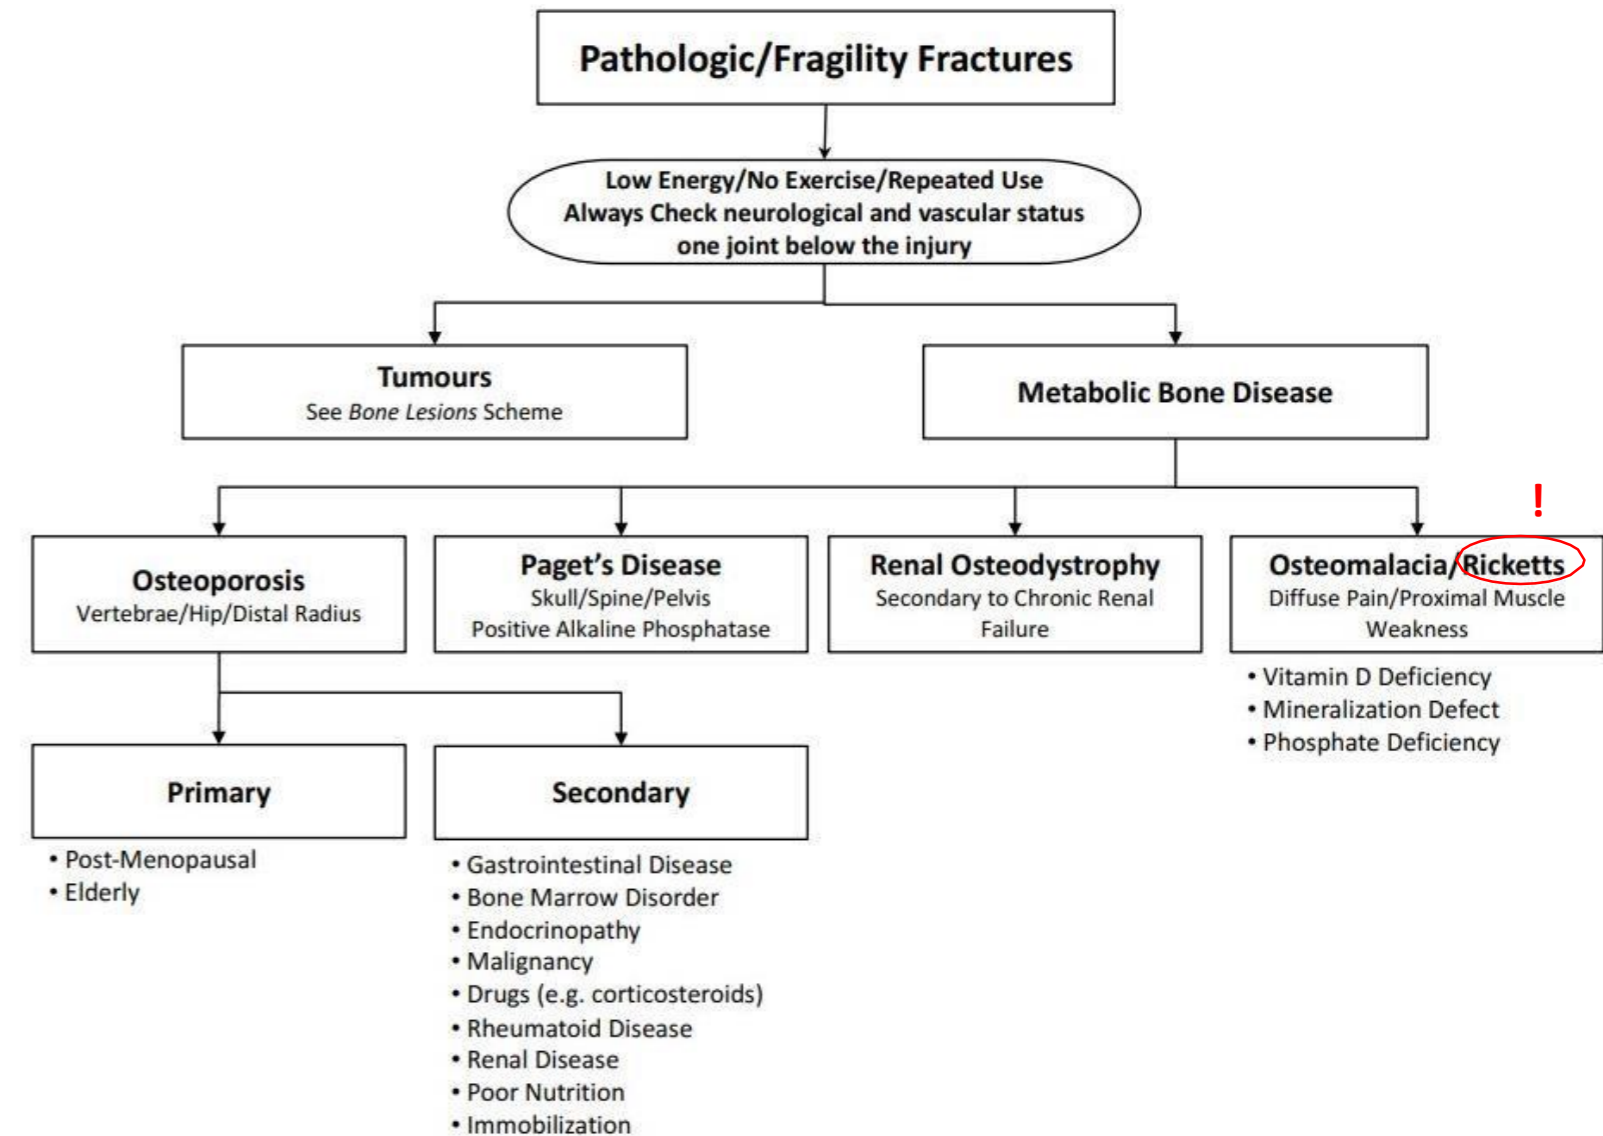 Pathologic/Fragility Fractures
Low Energy/No Exercise/Repeated Use
Always Check neurological and vascular status
one joint below the injury
Tumours
See Bone Lesions Scheme
Metabolic Bone Disease
!
Osteoporosis
Vertebrae/Hip/Distal Radius
Paget's Disease
Skull/Spine/Pelvis
Positive Alkaline Phosphatase
Renal Osteodystrophy
Secondary to Chronic Renal
Failure
Osteomalacia/Ricketts
Diffuse Pain/Proximal Muscle
Weakness
• Vitamin D Deficiency
• Mineralization Defect
• Phosphate Deficiency
Primary
• Post-Menopausal
• Elderly
Secondary
• Gastrointestinal Disease
• Bone Marrow Disorder
• Endocrinopathy
• Malignancy
• Drugs (e.g. corticosteroids)
• Rheumatoid Disease
• Renal Disease
• Poor Nutrition
• Immobilization